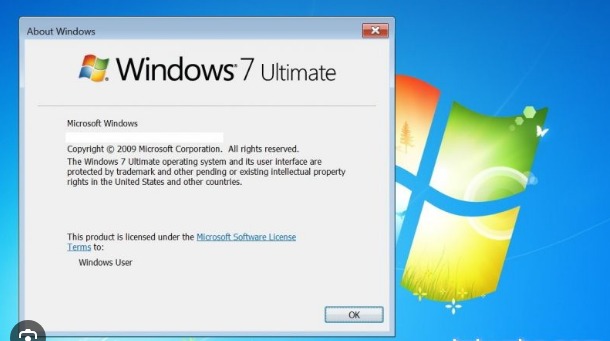 About Windows
Windows 7 Ultimate
Microsoft Windows
Copyright © 2009 Microsoft Corporation. All rights reserved.
The Windows 7 Ultimate operating system and its user interface are
protected by trademark and other pending or existing intellectual property
rights in the United States and other countries.
This product is licensed under the Microsoft Software License
Terms to:
Windows User
OK